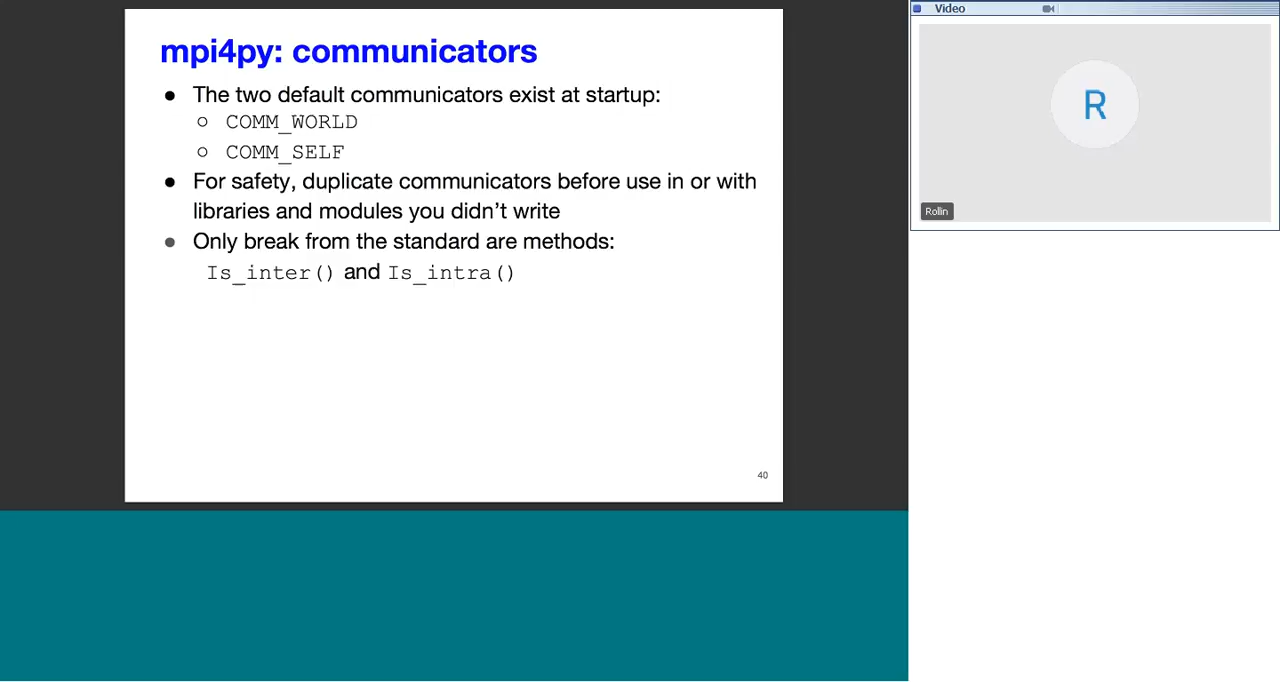 mpi4py: communicators
● The two default communicators exist at startup:
○ COMM_WORLD
○ COMM_SELF
● For safety, duplicate communicators before use in or with
libraries and modules you didn’t write
● Only break from the standard are methods:
Is_inter() and Is_intra()
40
Video
R
Rolin